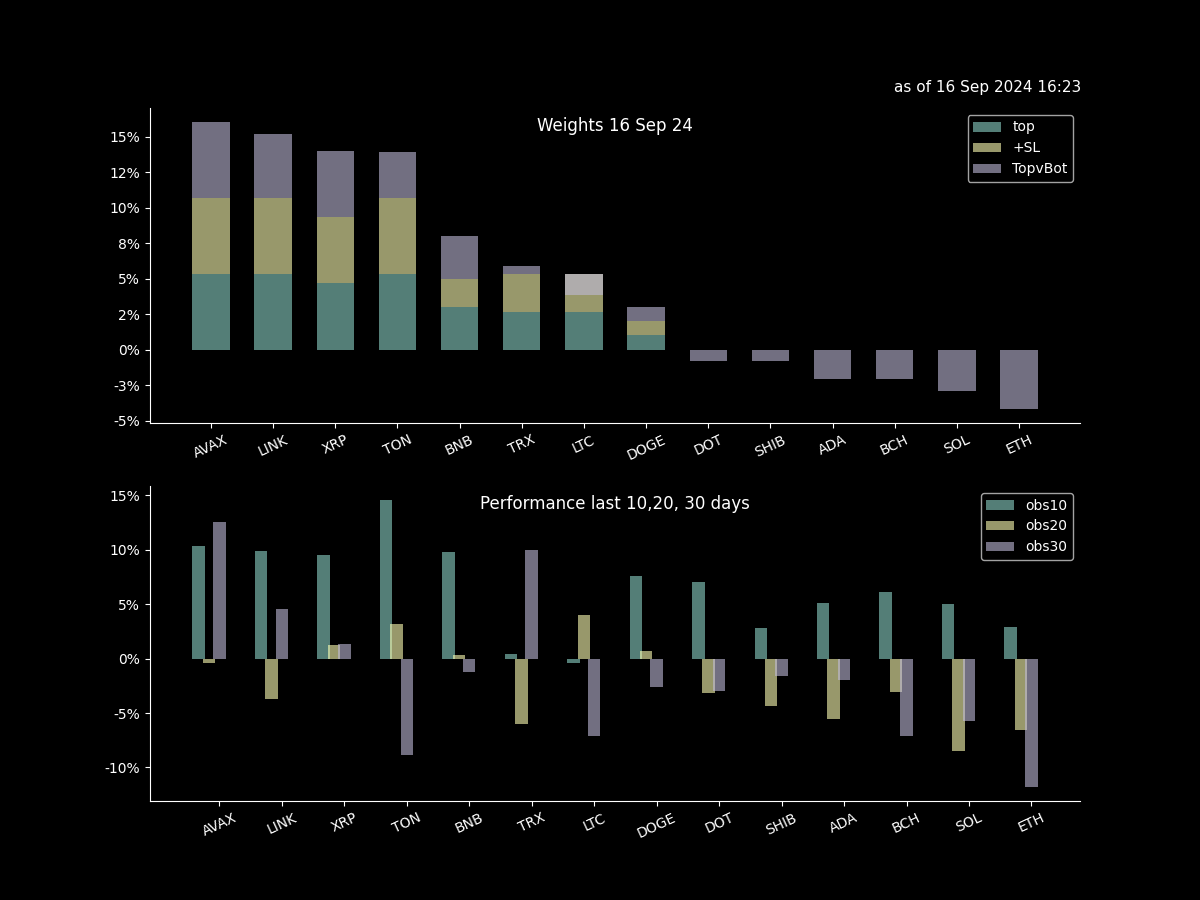 as of 16 Sep 2024 16:23
Weights 16 Sep 24
top
+SL
TopvBot
15%
12%
10%
8%
5%
2%
0%
-3%
-5%
AVAX LINK XRP TON BNB TRX LTC DOGE DOT SHIB ADA BCH SOL ETH
Performance last 10,20, 30 days
obs10
obs20
obs30
15%
10%
5%
0%
-5%
-10%
AVAX LINK XRP TON BNB TRX LTC DOGE DOT SHIB ADA BCH SOL ETH